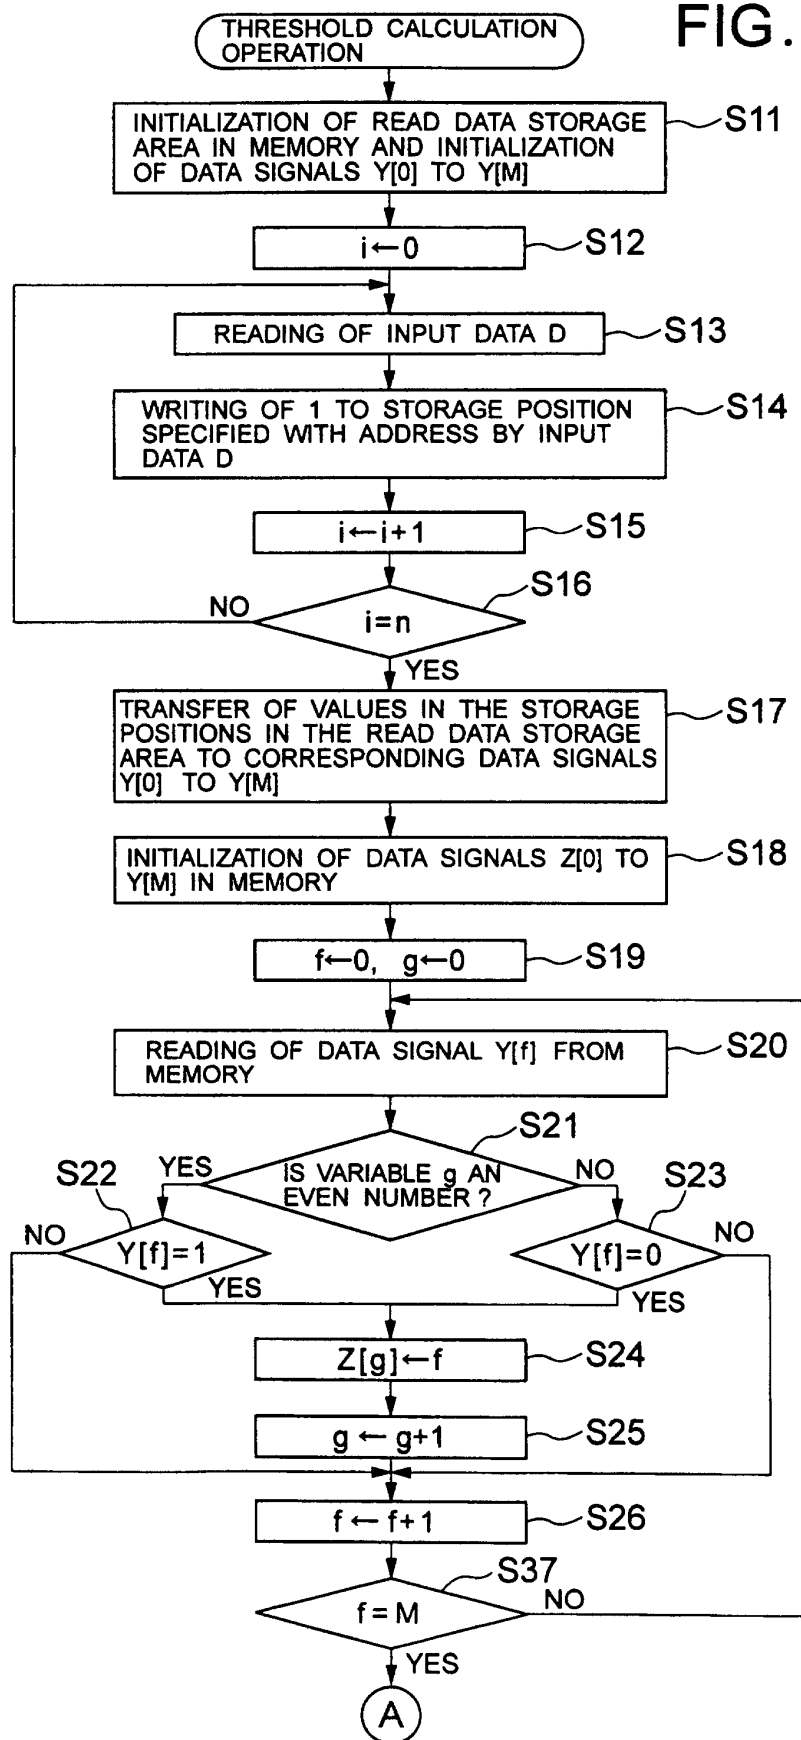 FIG.
THRESHOLD CALCULATION
OPERATION
INITIALIZATION OF READ DATA STORAGE
AREA IN MEMORY AND INITIALIZATION
OF DATA SIGNALS Y[0] TO Y[M]
S11
i←0
S12
READING OF INPUT DATA D
S13
WRITING OF 1 TO STORAGE POSITION
SPECIFIED WITH ADDRESS BY INPUT
DATA D
S14
i←i+1
S15
S16
NO
i=n
YES
TRANSFER OF VALUES IN THE STORAGE
POSITIONS IN THE READ DATA STORAGE
AREA TO CORRESPONDING DATA SIGNALS
Y[0] TO Y[M]
S17
INITIALIZATION OF DATA SIGNALS Z[0] TO
Y[M] IN MEMORY
S18
f←0, g←0
S19
READING OF DATA SIGNAL Y[f] FROM
MEMORY
S20
S21
YES
IS VARIABLE g AN
EVEN NUMBER?
NO
S22
S23
NO
Y[f]=1
YES
Y[f]=0
NO
YES
Z[g]←f
S24
g ← g+1
S25
f ← f+1
S26
S37
f=M
NO
YES
A